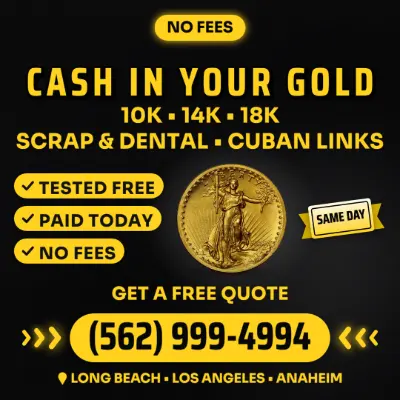 NO FEES
CASH IN YOUR GOLD
10K ▪ 14K ▪ 18K
SCRAP & DENTAL ▪ CUBAN LINKS
✓ TESTED FREE
✓ PAID TODAY
✓ NO FEES
SAME DAY
GET A FREE QUOTE
(562) 999-4994
LONG BEACH ▪ LOS ANGELES ▪ ANAHEIM